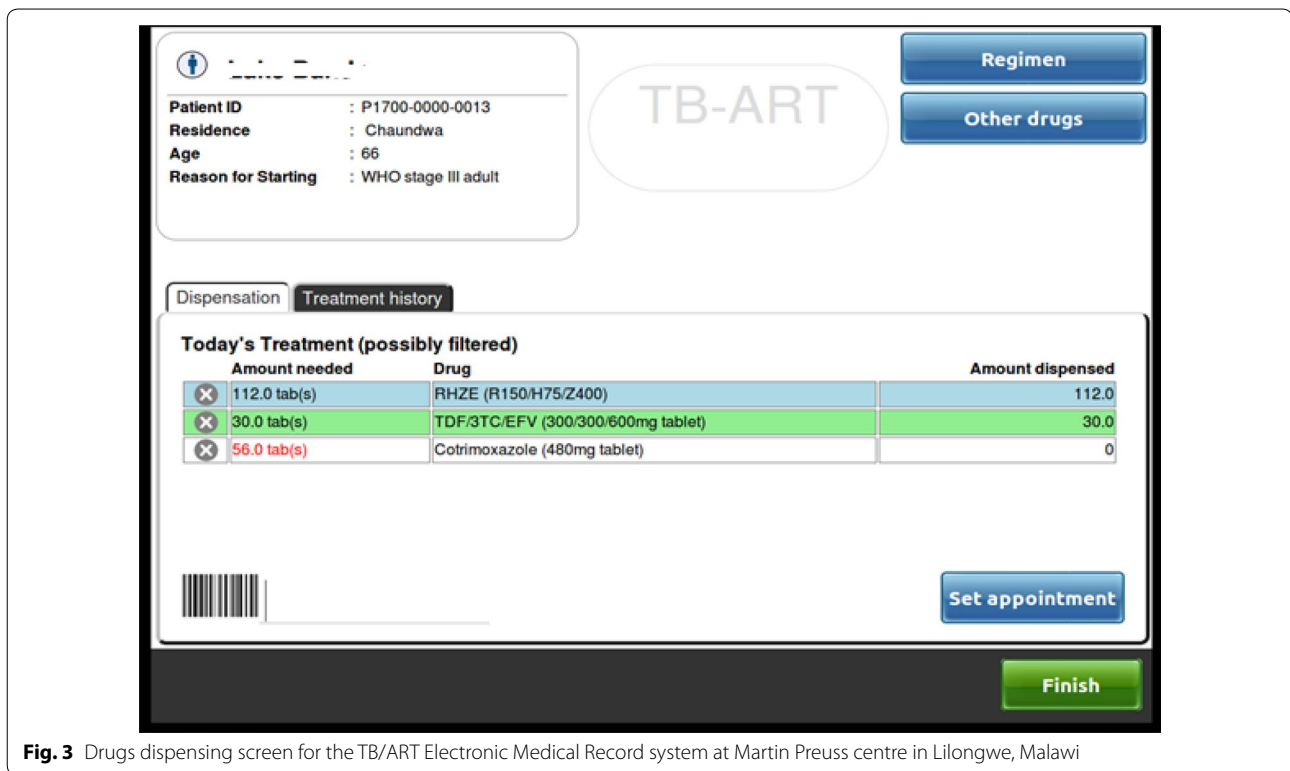 Patient ID : P1700-0000-0013
Residence : Chaundwa
Age : 66
Reason for Starting : WHO stage III adult
TB-ART
Regimen
Other drugs
Dispensation Treatment history
Today's Treatment (possibly filtered)
Amount needed Drug Amount dispensed
112.0 tab(s) RHZE (R150/H75/Z400) 112.0
30.0 tab(s) TDF/3TC/EFV (300/300/600mg tablet) 30.0
56.0 tab(s) Cotrimoxazole (480mg tablet) 0
Set appointment
Finish
Fig. 3 Drugs dispensing screen for the TB/ART Electronic Medical Record system at Martin Preuss centre in Lilongwe, Malawi